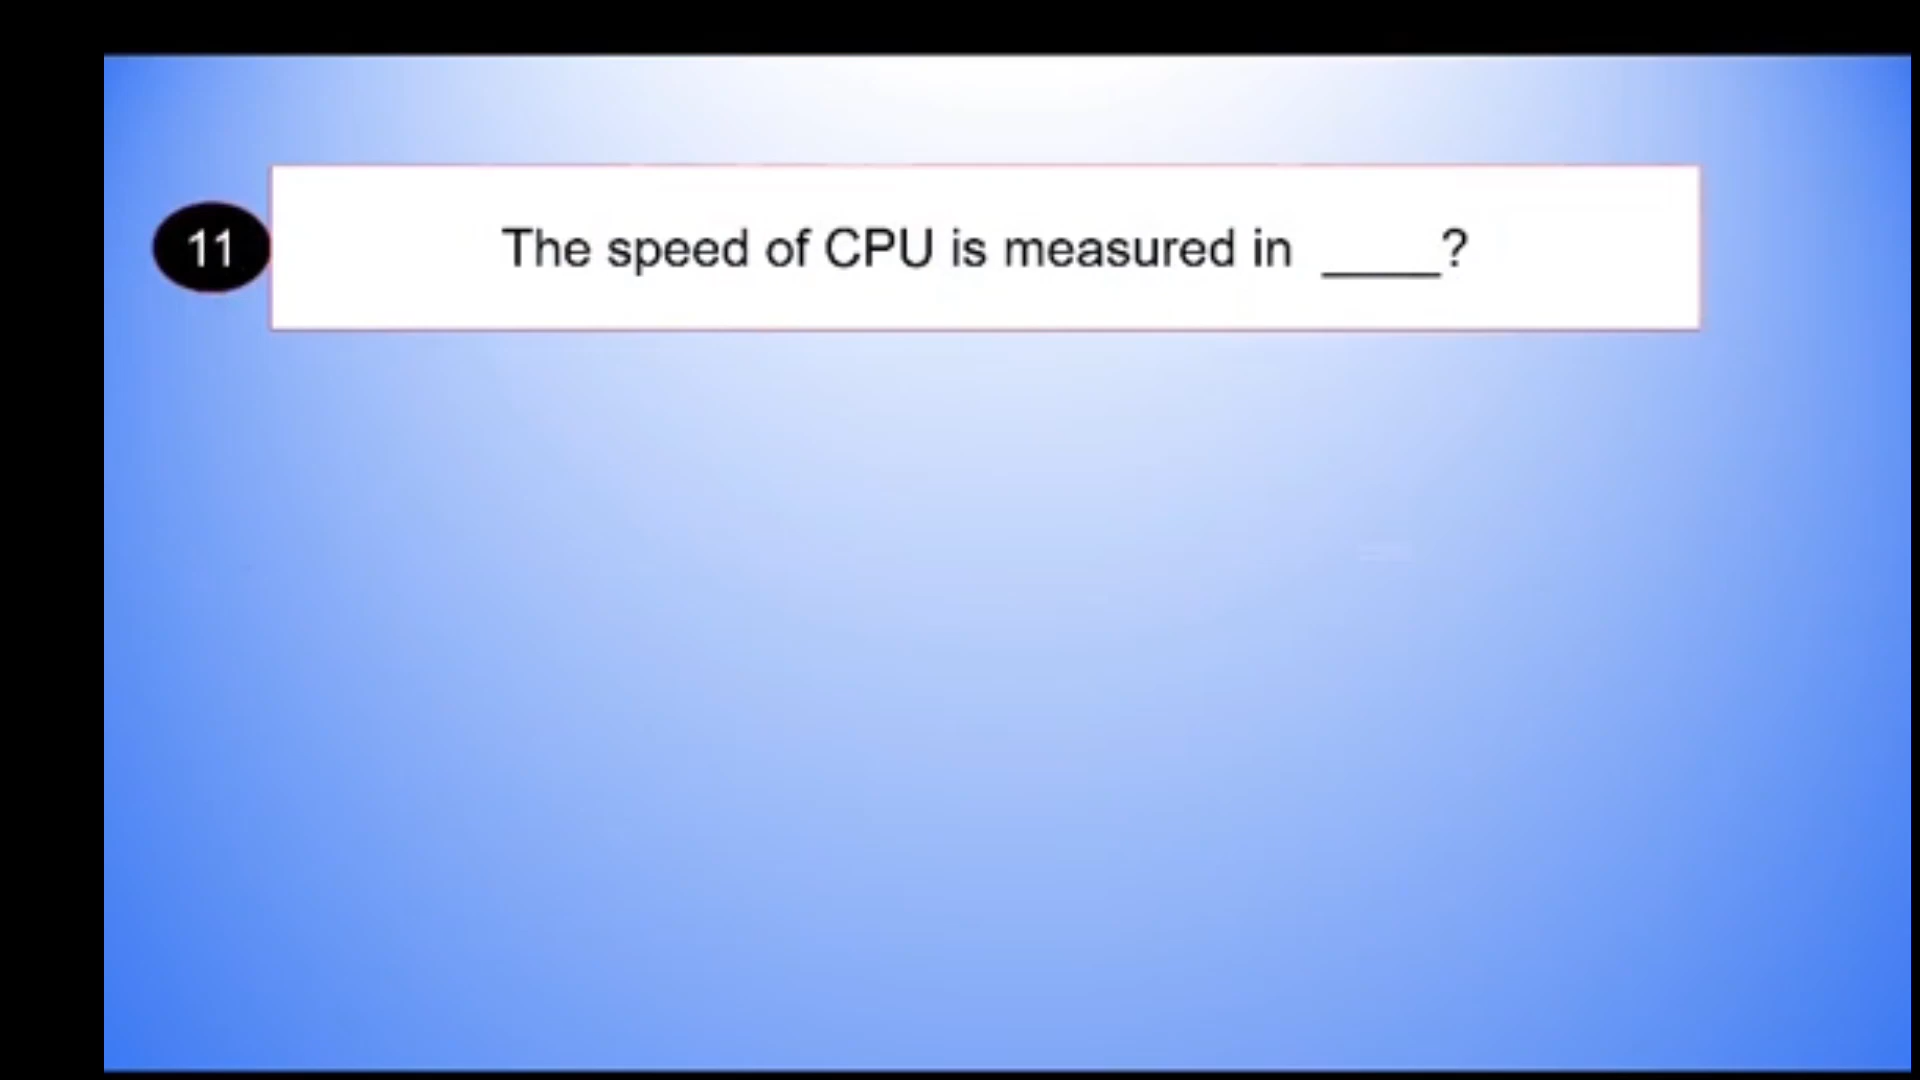 11
The speed of CPU is measured in ____?